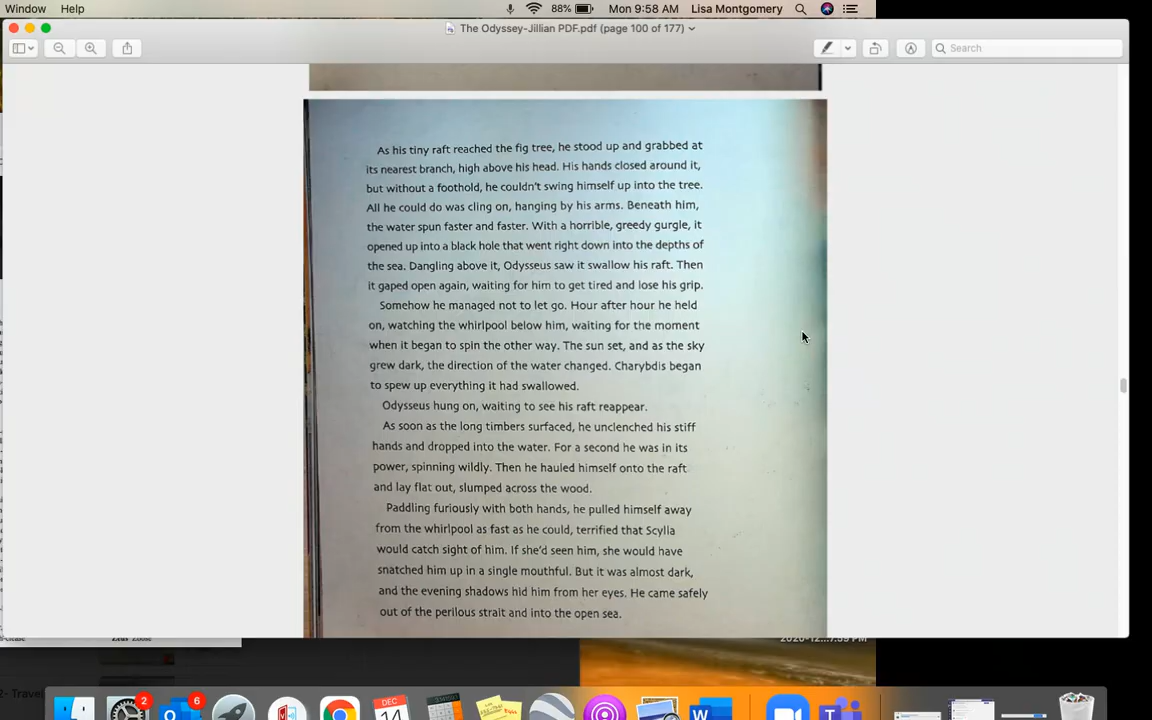 Window Help 88% Mon 9:58 AM Lisa Montgomery
The Odyssey-Jillian PDF.pdf (page 100 of 177)
Search
As his tiny raft reached the fig tree, he stood up and grabbed at
its nearest branch, high above his head. His hands closed around it,
but without a foothold, he couldn't swing himself up into the tree.
All he could do was cling on, hanging by his arms. Beneath him,
the water spun faster and faster. With a horrible, greedy gurgle, it
opened up into a black hole that went right down into the depths of
the sea. Dangling above it, Odysseus saw it swallow his raft. Then
it gaped open again, waiting for him to get tired and lose his grip.
Somehow he managed not to let go. Hour after hour he held
on, watching the whirlpool below him, waiting for the moment
when it began to spin the other way. The sun set, and as the sky
grew dark, the direction of the water changed. Charybdis began
to spew up everything it had swallowed.
Odysseus hung on, waiting to see his raft reappear.
As soon as the long timbers surfaced, he unclenched his stiff
hands and dropped into the water. For a second he was in its
power, spinning wildly. Then he hauled himself onto the raft
and lay flat out, slumped across the wood.
Paddling furiously with both hands, he pulled himself away
from the whirlpool as fast as he could, terrified that Scylla
would catch sight of him. If she'd seen him, she would have
snatched him up in a single mouthful. But it was almost dark,
and the evening shadows hid him from her eyes. He came safely
out of the perilous strait and into the open sea.
2- Travel
2
6
DEC
14
W
T